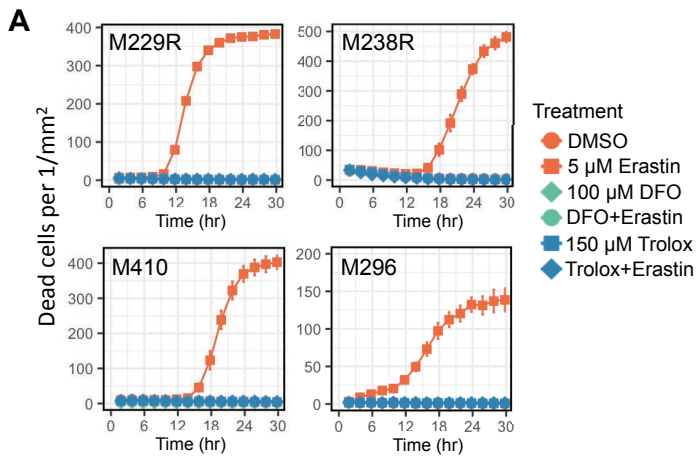 A
Dead cells per 1/mm²
M229R
400
300
200
100
0
0 6 12 18 24 30
Time (hr)
M238R
500
400
300
200
100
0
0 6 12 18 24 30
Time (hr)
M410
400
300
200
100
0
0 6 12 18 24 30
Time (hr)
M296
200
150
100
50
0
0 6 12 18 24 30
Time (hr)
Treatment
DMSO
5 µM Erastin
100 µM DFO
DFO+Erastin
150 µM Trolox
Trolox+Erastin